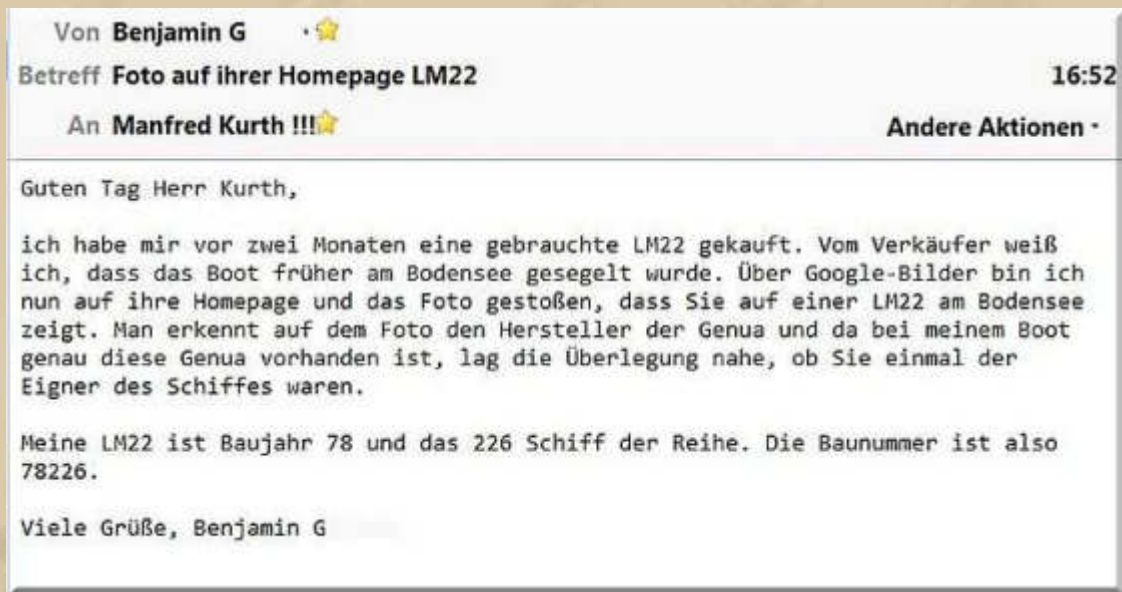 Von Benjamin G
Betreff Foto auf ihrer Homepage LM22 16:52
An Manfred Kurth !!! Andere Aktionen
Guten Tag Herr Kurth,
ich habe mir vor zwei Monaten eine gebrauchte LM22 gekauft. Vom Verkäufer weiß
ich, dass das Boot früher am Bodensee gesegelt wurde. Über Google-Bilder bin ich
nun auf ihre Homepage und das Foto gestoßen, dass Sie auf einer LM22 am Bodensee
zeigt. Man erkennt auf dem Foto den Hersteller der Genua und da bei meinem Boot
genau diese Genua vorhanden ist, lag die Überlegung nahe, ob Sie einmal der
Eigner des Schiffes waren.
Meine LM22 ist Baujahr 78 und das 226 Schiff der Reihe. Die Baunummer ist also
78226.
Viele Grüße, Benjamin G